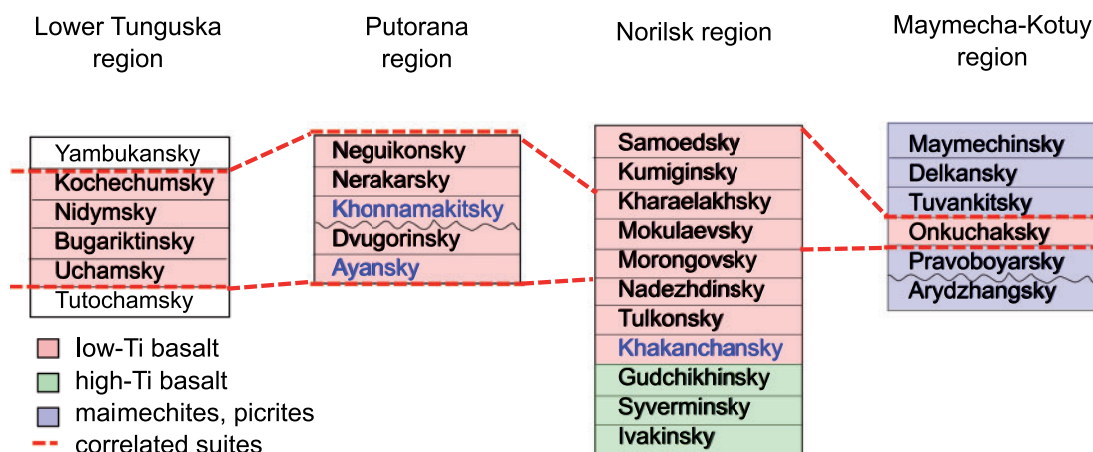 Lower Tunguska
region
Putorana
region
Norilsk region
Maymecha-Kotuy
region
Yambukansky
Kochechumsky
Nidymsky
Bugariktinsky
Uchamsky
Tutochamsky
Neguikonsky
Nerakarsky
Khonnamakitsky
Dvugorinsky
Ayansky
Samoedsky
Kumiginsky
Kharaelakhsky
Mokulaevsky
Morongovsky
Nadezhdinsky
Tulkonsky
Khakanchansky
Gudchikhinsky
Syverminsky
Ivakinsky
Maymechinsky
Delkansky
Tuvankitsky
Onkuchaksky
Pravoboyarsky
Arydzhangsky
low-Ti basalt
high-Ti basalt
maimechites, picrites
correlated suites